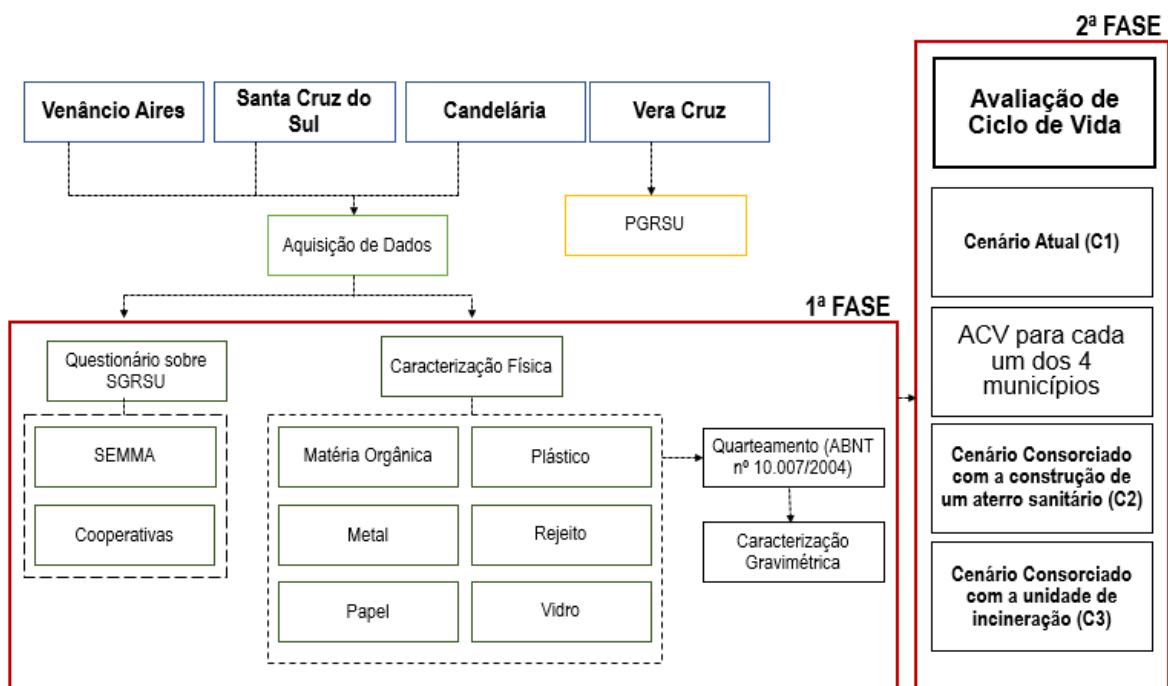 2ª FASE
Venâncio Aires
Santa Cruz do
Sul
Candelária
Vera Cruz
Avaliação de
Ciclo de Vida
Aquisição de Dados
PGRSU
Cenário Atual (C1)
1ª FASE
Questionário sobre
SGRSU
Caracterização Física
ACV para cada
um dos 4
municípios
SEMMA
Matéria Orgânica
Plástico
Quarteamento (ABNT
nº 10.007/2004)
Cenário Consorciado
com a construção de
um aterro sanitário (C2)
Cooperativas
Metal
Rejeito
Caracterização
Gravimétrica
Papel
Vidro
Cenário Consorciado
com a unidade de
incineração (C3)